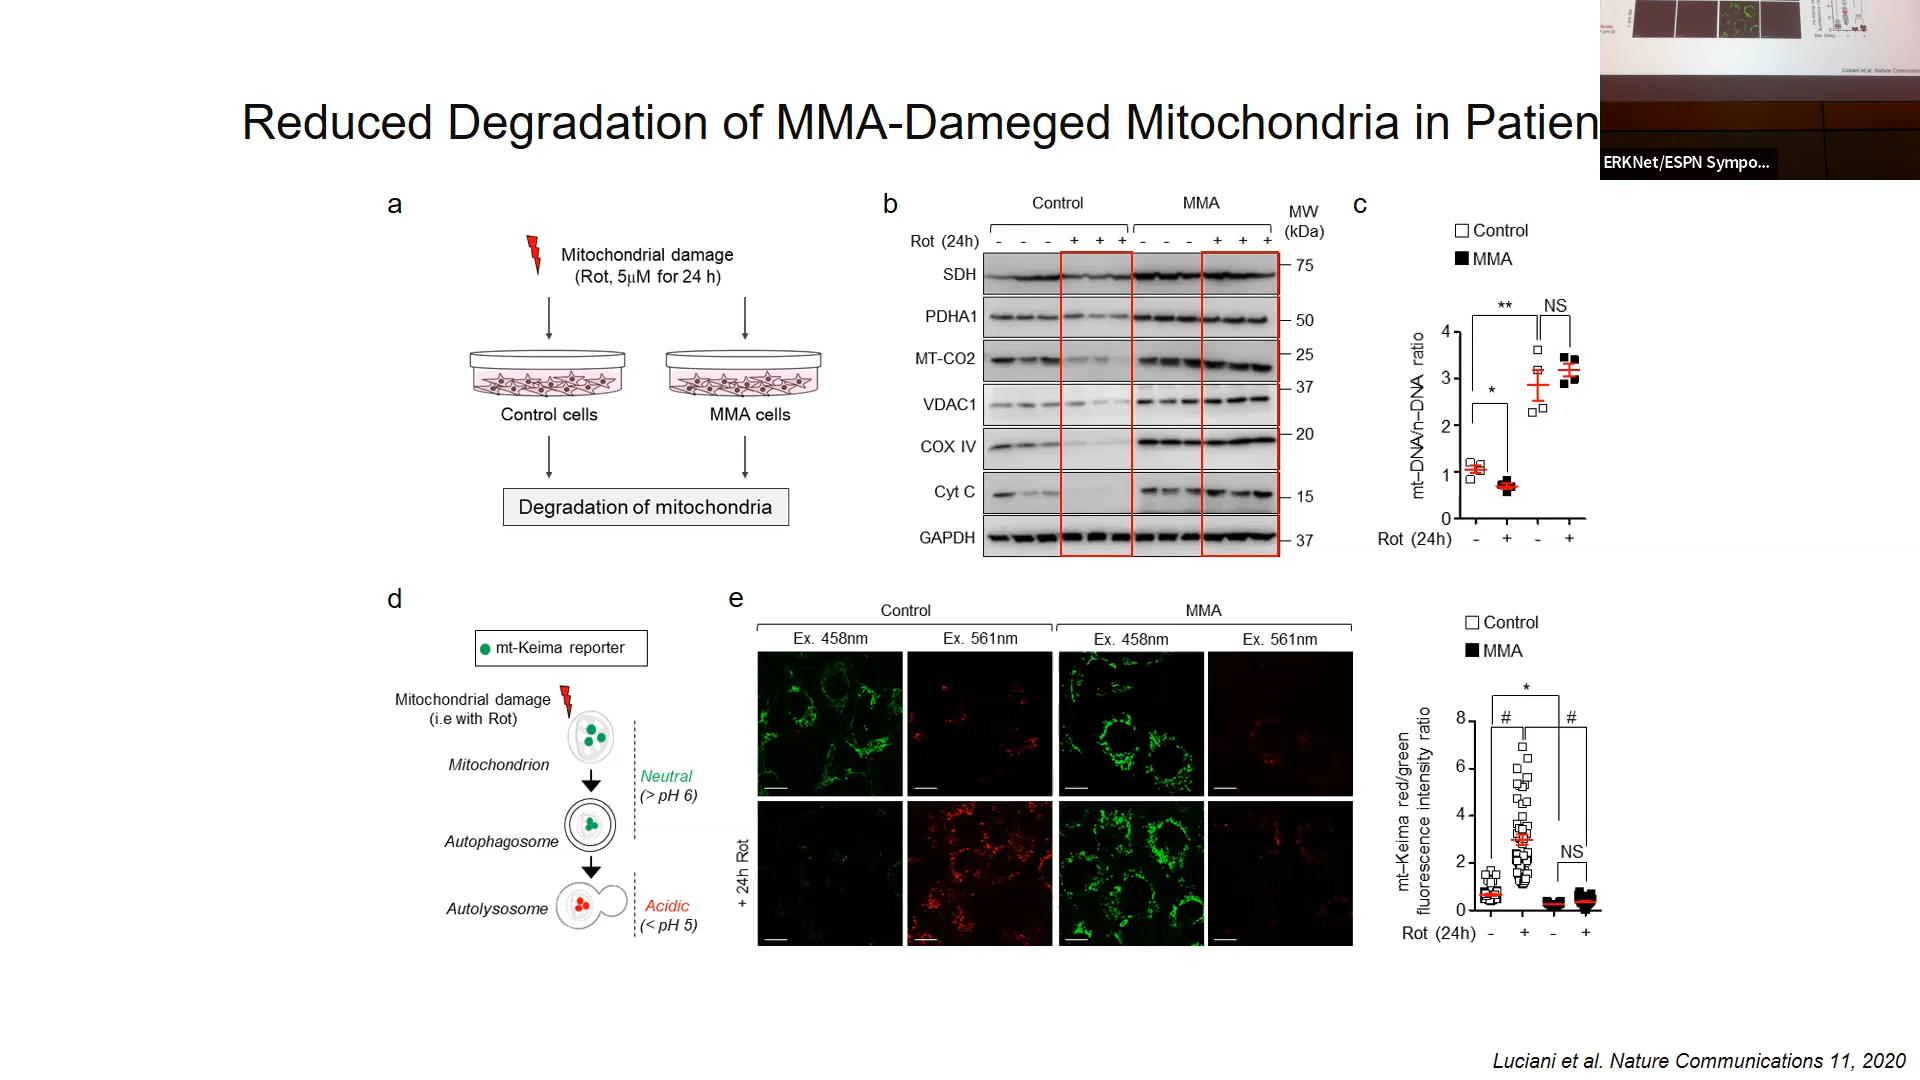 Reduced Degradation of MMA-Dameged Mitochondria in Patien
ERKNet/ESPN Sympo...
a
Mitochondrial damage
(Rot, 5μM for 24 h)
Control cells
MMA cells
Degradation of mitochondria
b
Control
MMA
MW
(kDa)
Rot (24h)
- - - + + + - - - + + +
SDH
PDHA1
MT-CO2
VDAC1
COX IV
Cyt C
GAPDH
75
50
25
37
20
15
37
c
Control
MMA
** NS
*
mt–DNA/n–DNA ratio
4
3
2
1
0
Rot (24h) - + - +
d
mt-Keima reporter
Mitochondrial damage
(i.e with Rot)
Mitochondrion
Autophagosome
Autolysosome
Neutral
(> pH 6)
Acidic
(< pH 5)
e
Control
MMA
Ex. 458nm Ex. 561nm Ex. 458nm Ex. 561nm
+ 24h Rot
Control
MMA
*
# #
NS
mt–Keima red/green
fluorescence intensity ratio
8
6
4
2
0
Rot (24h) - + - +
Luciani et al. Nature Communications 11, 2020